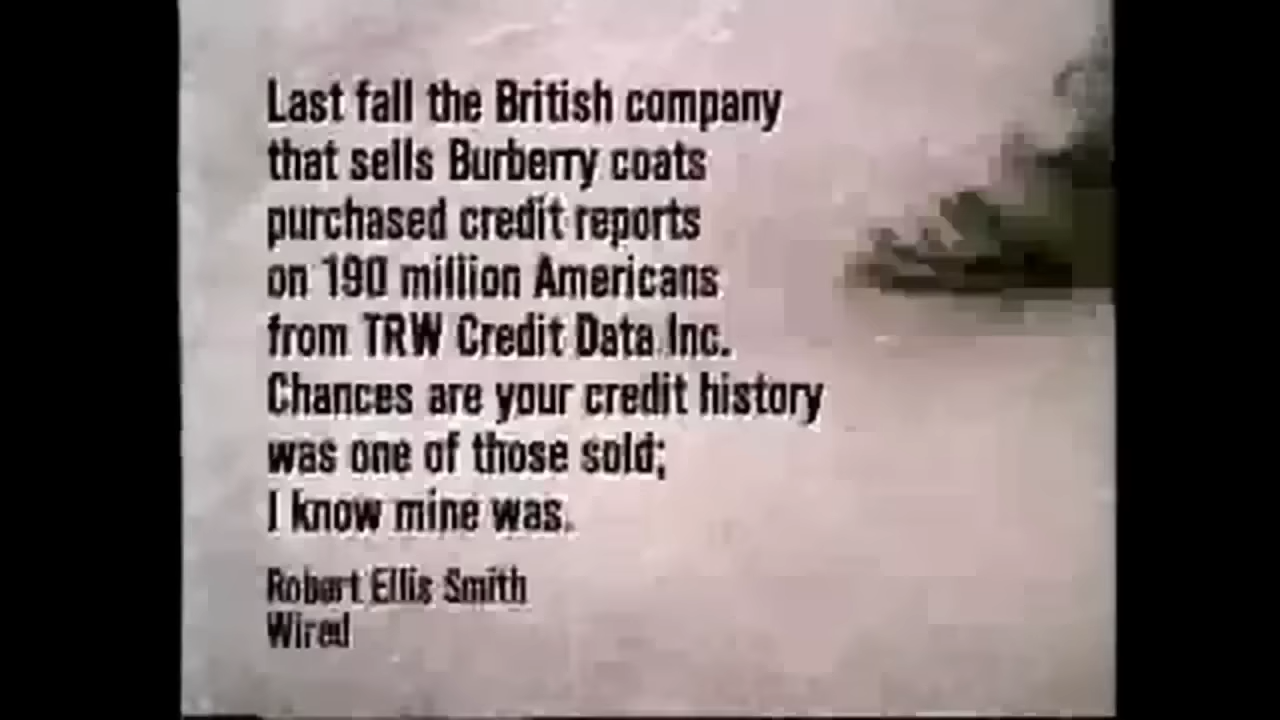 Last fall the British company
that sells Burberry coats
purchased credit reports
on 190 million Americans
from TRW Credit Data Inc.
Chances are your credit history
was one of those sold;
I know mine was.
Robert Ellis Smith
Wired